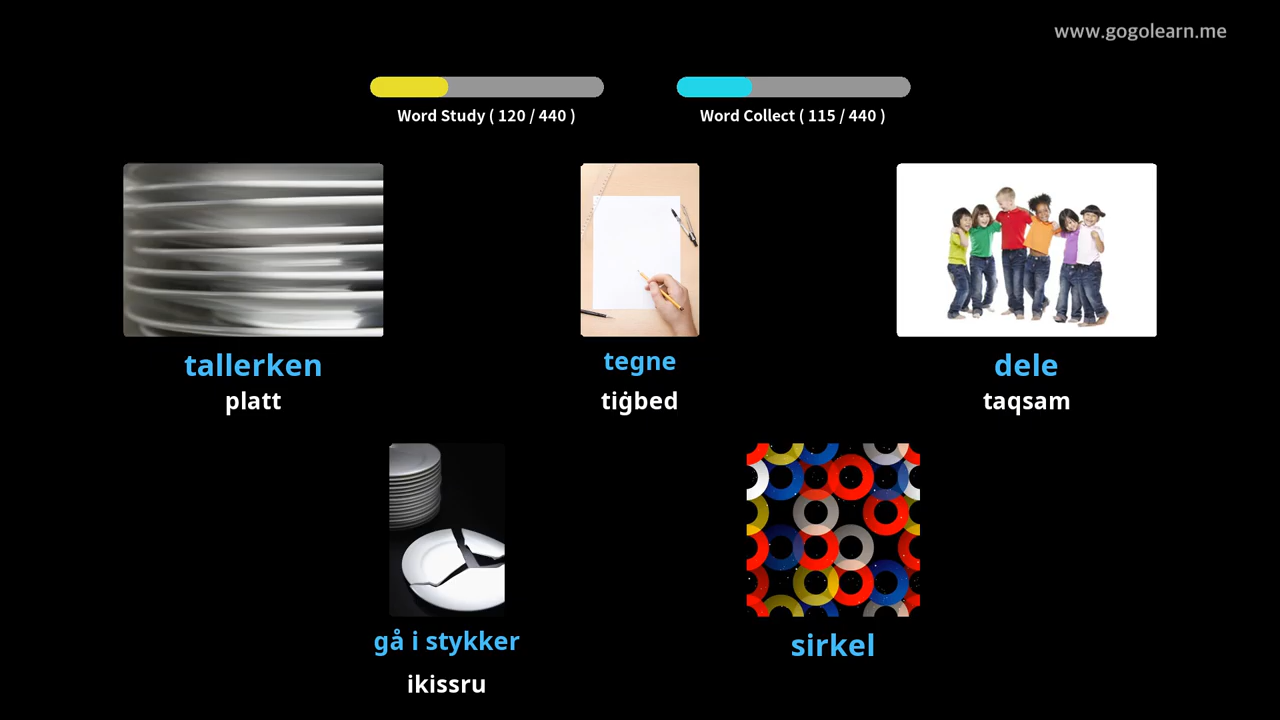 www.gogolearn.me
Word Study ( 120 / 440 )
Word Collect ( 115 / 440 )
tallerken
platt
tegne
tiġbed
dele
taqsam
gå i stykker
ikissru
sirkel